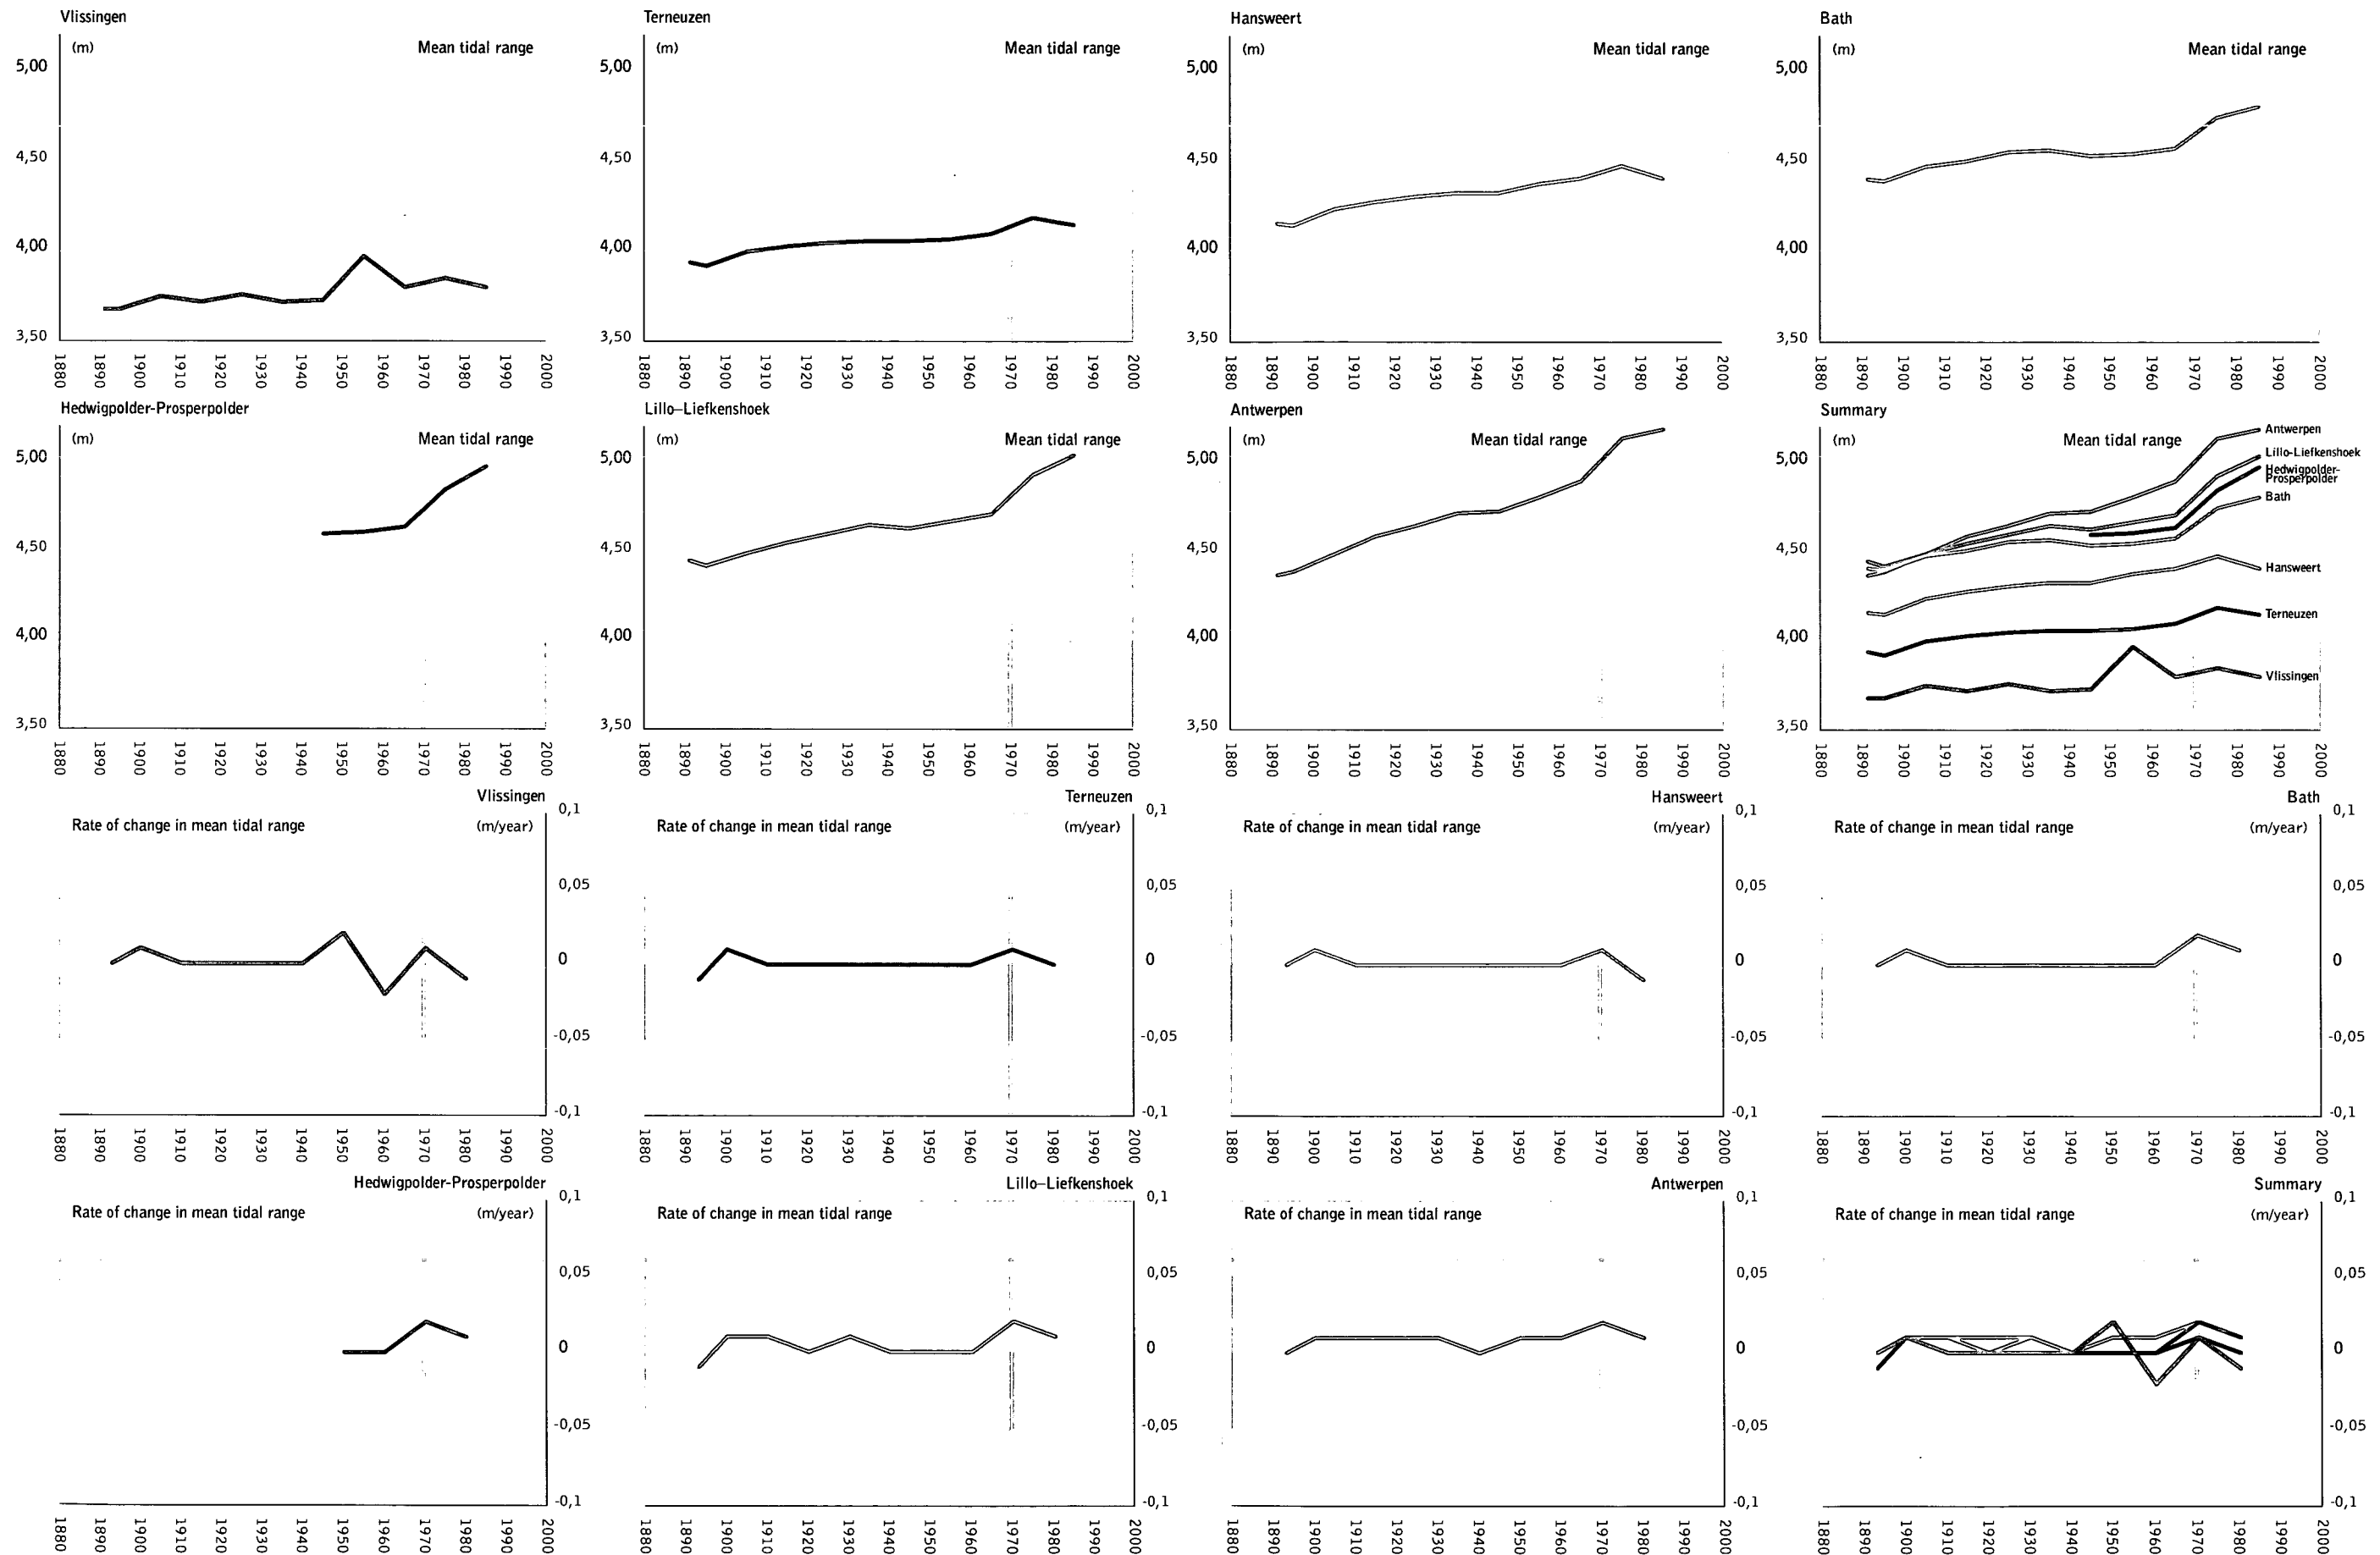 Vlissingen
(m)
Mean tidal range
5,00
4,50
4,00
3,50
1880 1890 1900 1910 1920 1930 1940 1950 1960 1970 1980 1990 2000
Terneuzen
(m)
Mean tidal range
5,00
4,50
4,00
3,50
1880 1890 1900 1910 1920 1930 1940 1950 1960 1970 1980 1990 2000
Hansweert
(m)
Mean tidal range
5,00
4,50
4,00
3,50
1880 1890 1900 1910 1920 1930 1940 1950 1960 1970 1980 1990 2000
Bath
(m)
Mean tidal range
5,00
4,50
4,00
3,50
1880 1890 1900 1910 1920 1930 1940 1950 1960 1970 1980 1990 2000
Hedwigpolder-Prosperpolder
(m)
Mean tidal range
5,00
4,50
4,00
3,50
1880 1890 1900 1910 1920 1930 1940 1950 1960 1970 1980 1990 2000
Lillo–Liefkenshoek
(m)
Mean tidal range
5,00
4,50
4,00
3,50
1880 1890 1900 1910 1920 1930 1940 1950 1960 1970 1980 1990 2000
Antwerpen
(m)
Mean tidal range
5,00
4,50
4,00
3,50
1880 1890 1900 1910 1920 1930 1940 1950 1960 1970 1980 1990 2000
Summary
(m)
Mean tidal range
5,00
4,50
4,00
3,50
Antwerpen
Lillo-Liefkenshoek
Hedwigpolder-
Prosperpolder
Bath
Hansweert
Terneuzen
Vlissingen
1880 1890 1900 1910 1920 1930 1940 1950 1960 1970 1980 1990 2000
Vlissingen
Rate of change in mean tidal range
(m/year)
0,1
0,05
0
-0,05
-0,1
1880 1890 1900 1910 1920 1930 1940 1950 1960 1970 1980 1990 2000
Terneuzen
Rate of change in mean tidal range
(m/year)
0,1
0,05
0
-0,05
-0,1
1880 1890 1900 1910 1920 1930 1940 1950 1960 1970 1980 1990 2000
Hansweert
Rate of change in mean tidal range
(m/year)
0,1
0,05
0
-0,05
-0,1
1880 1890 1900 1910 1920 1930 1940 1950 1960 1970 1980 1990 2000
Bath
Rate of change in mean tidal range
(m/year)
0,1
0,05
0
-0,05
-0,1
1880 1890 1900 1910 1920 1930 1940 1950 1960 1970 1980 1990 2000
Hedwigpolder-Prosperpolder
Rate of change in mean tidal range
(m/year)
0,1
0,05
0
-0,05
-0,1
1880 1890 1900 1910 1920 1930 1940 1950 1960 1970 1980 1990 2000
Lillo–Liefkenshoek
Rate of change in mean tidal range
(m/year)
0,1
0,05
0
-0,05
-0,1
1880 1890 1900 1910 1920 1930 1940 1950 1960 1970 1980 1990 2000
Antwerpen
Rate of change in mean tidal range
(m/year)
0,1
0,05
0
-0,05
-0,1
1880 1890 1900 1910 1920 1930 1940 1950 1960 1970 1980 1990 2000
Summary
Rate of change in mean tidal range
(m/year)
0,1
0,05
0
-0,05
-0,1
1880 1890 1900 1910 1920 1930 1940 1950 1960 1970 1980 1990 2000